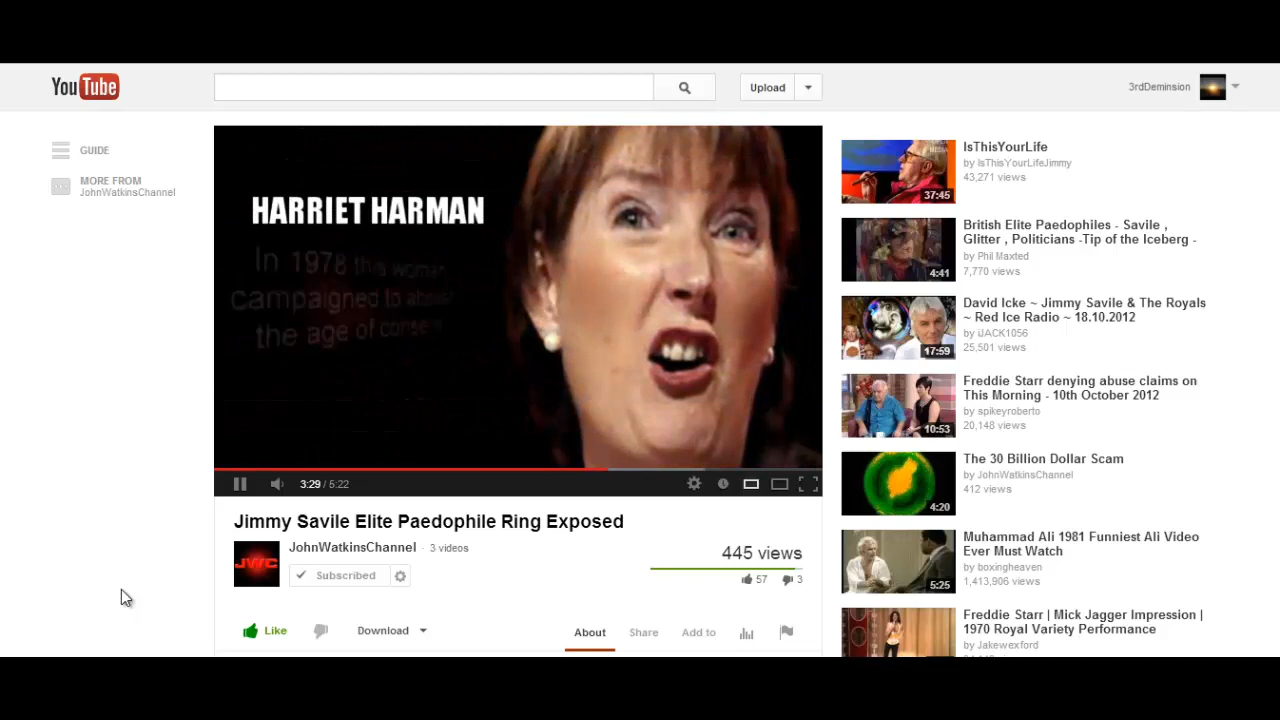 YouTube
Upload
3rdDeminsion
GUIDE
MORE FROM
JohnWatkinsChannel
HARRIET HARMAN
In 1978 this woman
campaigned to
the age of consent
3:29 / 5:22
Jimmy Savile Elite Paedophile Ring Exposed
JohnWatkinsChannel · 3 videos
Subscribed
JWC
445 views
57 3
Like
Download
About Share Add to
37:45
IsThisYourLife
by IsThisYourLifeJimmy
43,271 views
4:41
British Elite Paedophiles - Savile ,
Glitter , Politicians -Tip of the Iceberg -
by Phil Maxted
7,770 views
17:59
David Icke ~ Jimmy Savile & The Royals
~ Red Ice Radio ~ 18.10.2012
by iJACK1056
25,501 views
10:53
Freddie Starr denying abuse claims on
This Morning - 10th October 2012
by spikeyroberto
20,148 views
4:20
The 30 Billion Dollar Scam
by JohnWatkinsChannel
412 views
5:25
Muhammad Ali 1981 Funniest Ali Video
Ever Must Watch
by boxingheaven
1,413,906 views
Freddie Starr | Mick Jagger Impression |
1970 Royal Variety Performance
by Jakewexford